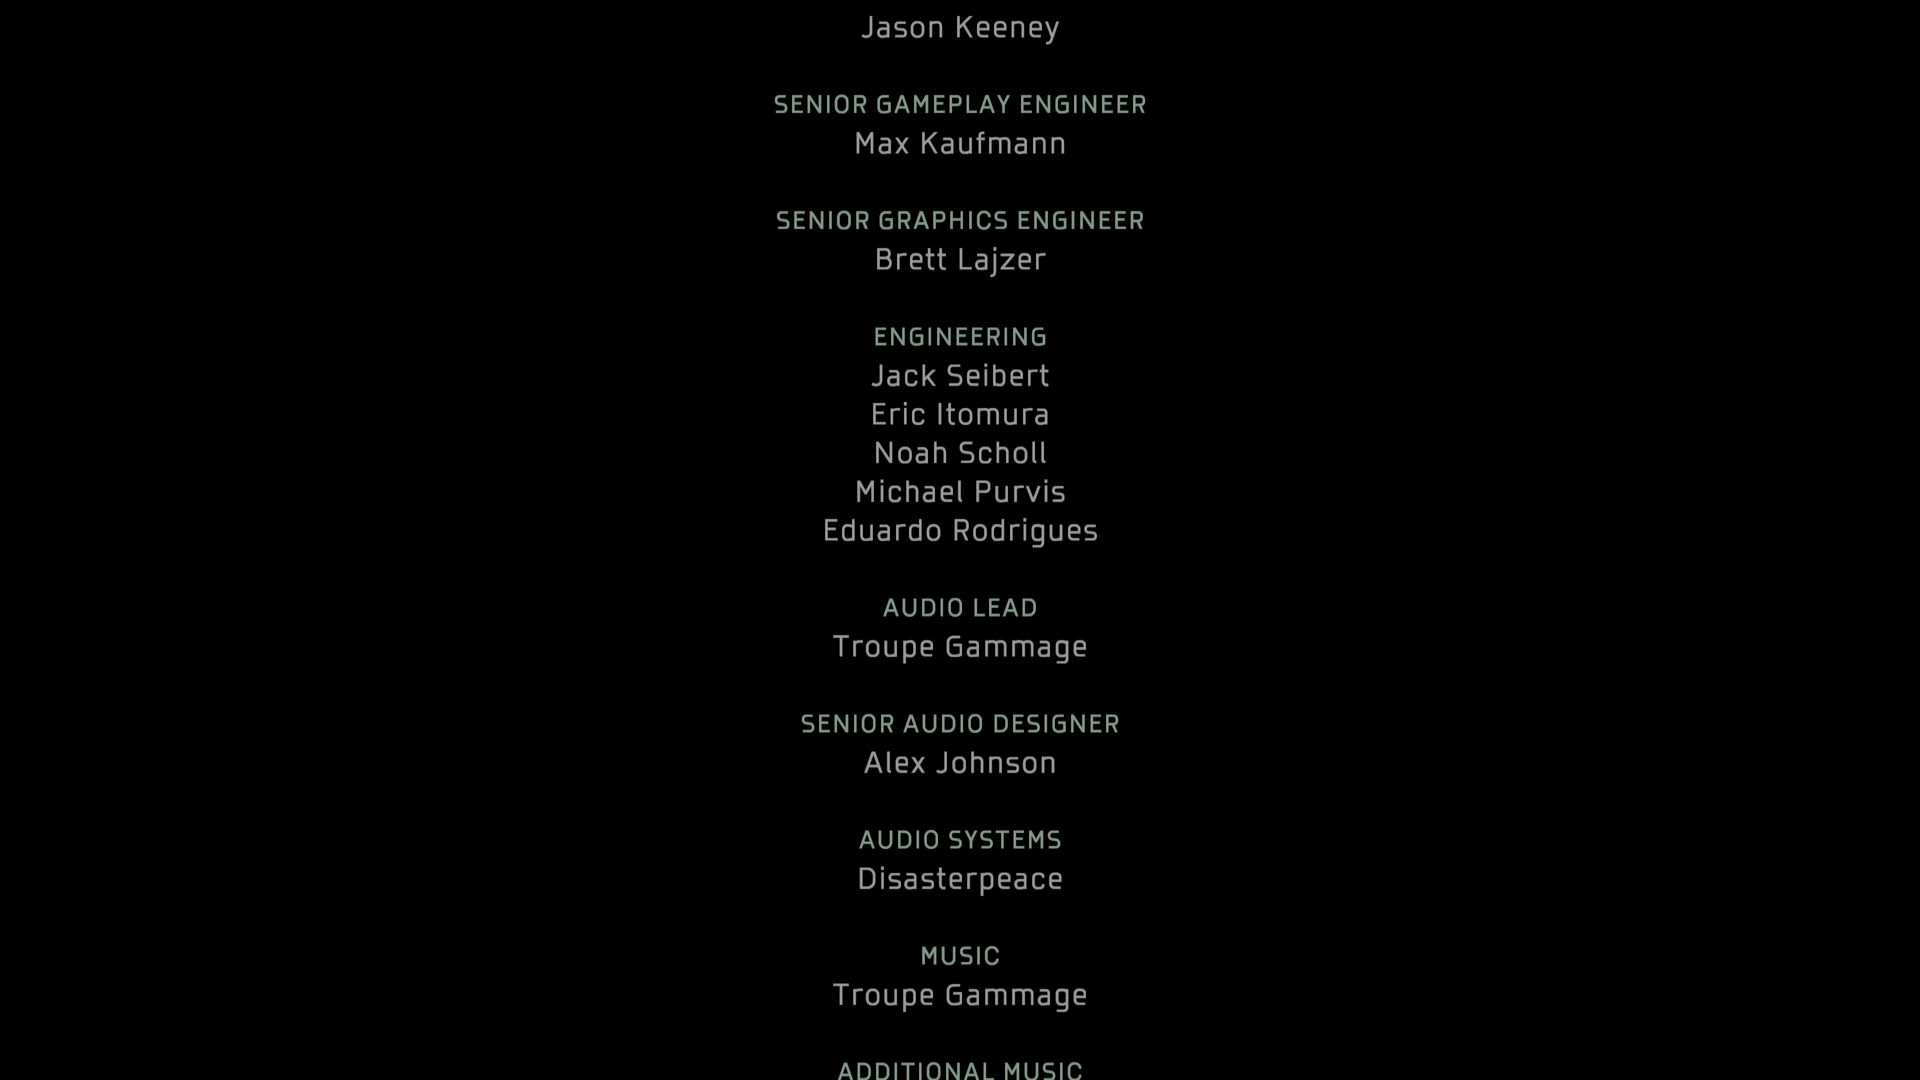 Jason Keeney
SENIOR GAMEPLAY ENGINEER
Max Kaufmann
SENIOR GRAPHICS ENGINEER
Brett Lajzer
ENGINEERING
Jack Seibert
Eric Itomura
Noah Scholl
Michael Purvis
Eduardo Rodrigues
AUDIO LEAD
Troupe Gammage
SENIOR AUDIO DESIGNER
Alex Johnson
AUDIO SYSTEMS
Disasterpeace
MUSIC
Troupe Gammage
ADDITIONAL MUSIC